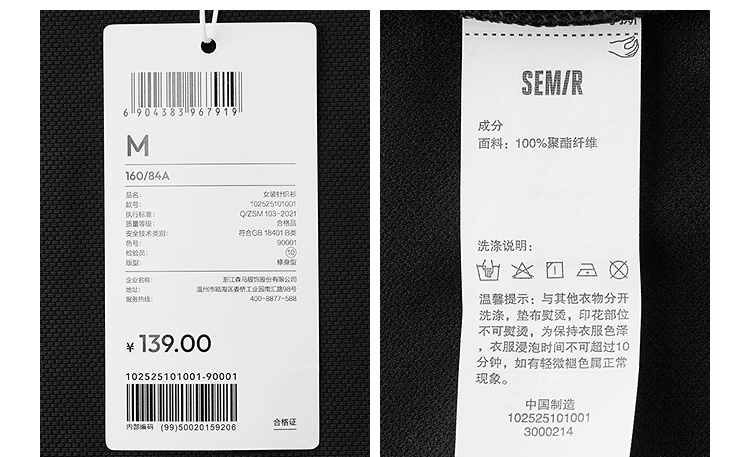 6904383967919
M
160/84A
品名: 女装针织衫
款号: 102525101001
执行标准: Q/ZSM 103-2021
质量等级: 合格品
安全技术类别: 符合GB 18401 B类
色号: 90001
检验员: 10
版型: 修身型
企业名称: 浙江森马服饰股份有限公司
地址: 温州市瓯海区娄桥工业园南汇路98号
服务热线: 400-8877-588
¥ 139.00
102525101001-90001
内部编码 (99)50020159206
合格证
SEM/R
成分
面料: 100%聚酯纤维
洗涤说明:
温馨提示: 与其他衣物分开
洗涤, 垫布熨烫, 印花部位
不可熨烫, 为保持衣服色泽
, 衣服浸泡时间不可超过10
分钟, 如有轻微褪色属正常
现象。
中国制造
102525101001
3000214